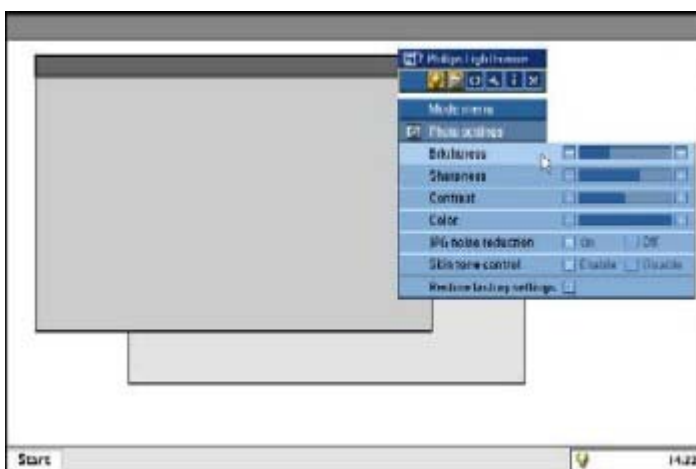 Philips Lightframe
Mode menu
Photo settings
Brightness
Sharpness
Contrast
Color
JPG noise reduction On Off
Skin tone control Enable Disable
Restore factory settings
Start 14:22